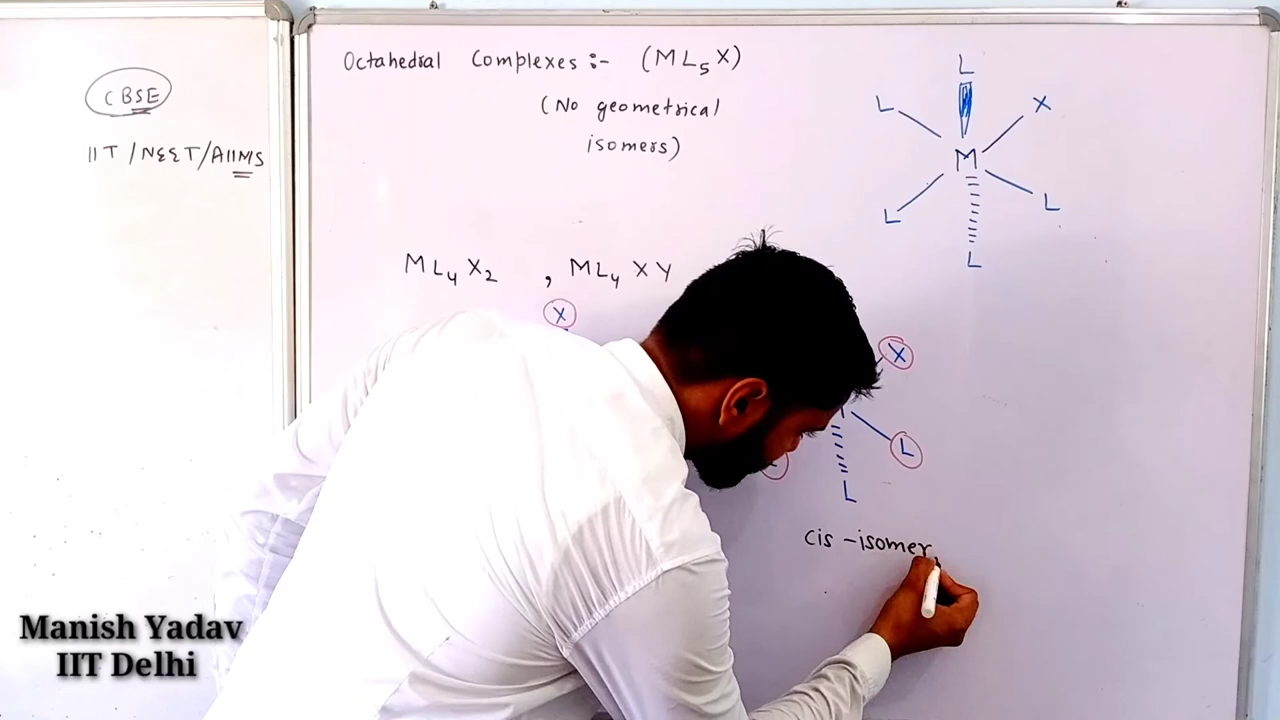 CBSE
IIT / NEET / AIIMS
Octahedral Complexes :- (ML5X)
(No geometrical
isomers)
L
L X
M
L L
L
ML4X2 , ML4XY
X
X
L
L
cis-isomer
Manish Yadav
IIT Delhi